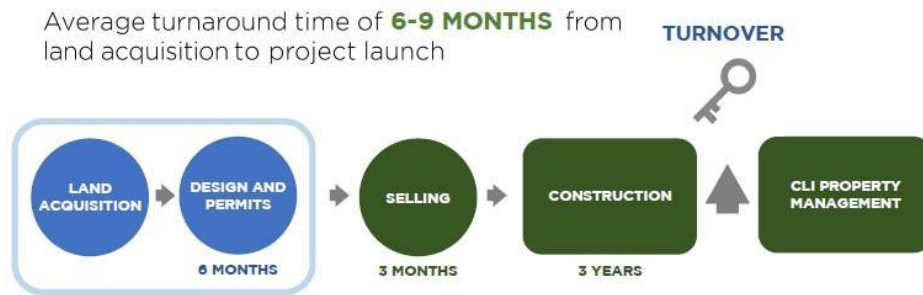 Average turnaround time of 6-9 MONTHS from
land acquisition to project launch
TURNOVER
LAND
ACQUISITION
DESIGN AND
PERMITS
SELLING
CONSTRUCTION
CLI PROPERTY
MANAGEMENT
6 MONTHS
3 MONTHS
3 YEARS